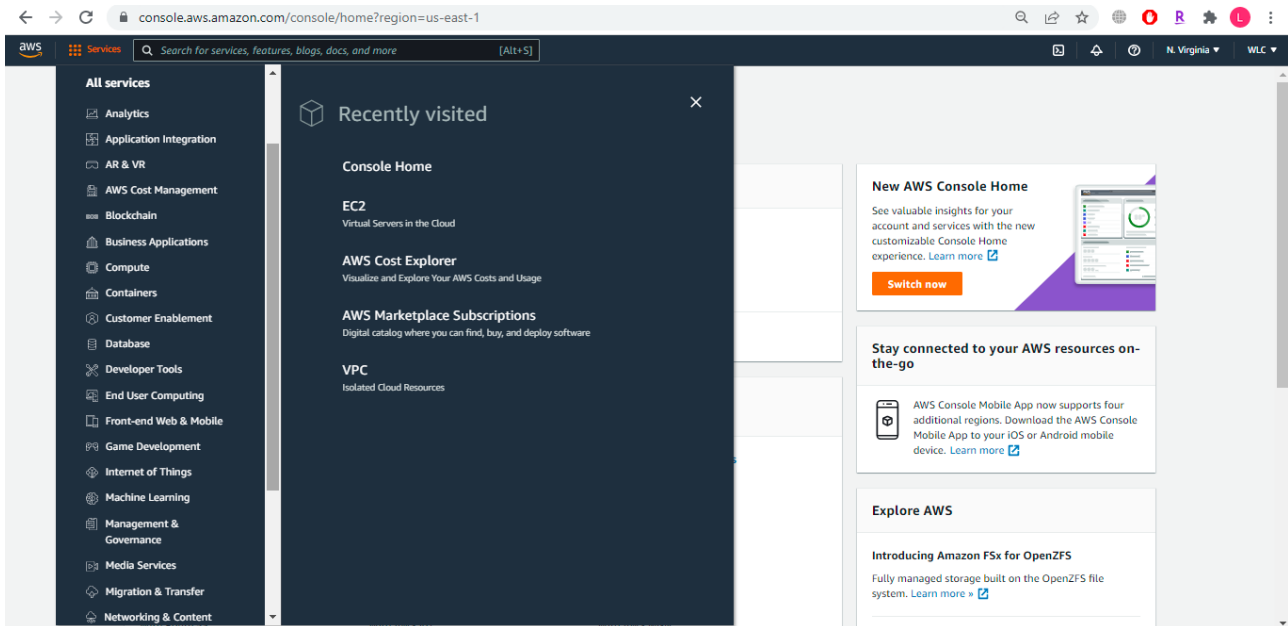 console.aws.amazon.com/console/home?region=us-east-1
R
L
aws
Services
Search for services, features, blogs, docs, and more
[Alt+S]
N. Virginia ▼
WLC ▼
All services
Analytics
Application Integration
AR & VR
AWS Cost Management
Blockchain
Business Applications
Compute
Containers
Customer Enablement
Database
Developer Tools
End User Computing
Front-end Web & Mobile
Game Development
Internet of Things
Machine Learning
Management &
Governance
Media Services
Migration & Transfer
Networking & Content
Recently visited
Console Home
EC2
Virtual Servers in the Cloud
AWS Cost Explorer
Visualize and Explore Your AWS Costs and Usage
AWS Marketplace Subscriptions
Digital catalog where you can find, buy, and deploy software
VPC
Isolated Cloud Resources
New AWS Console Home
See valuable insights for your
account and services with the new
customizable Console Home
experience. Learn more
Switch now
Stay connected to your AWS resources on-
the-go
AWS Console Mobile App now supports four
additional regions. Download the AWS Console
Mobile App to your iOS or Android mobile
device. Learn more
Explore AWS
Introducing Amazon FSx for OpenZFS
Fully managed storage built on the OpenZFS file
system. Learn more »